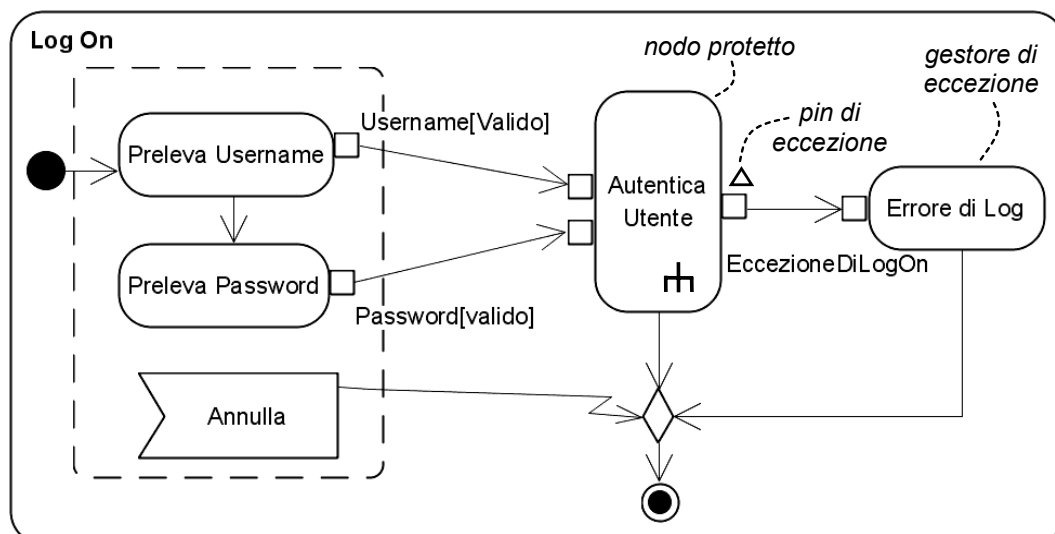 Log On
nodo protetto
gestore di
eccezione
pin di
eccezione
Username[Valido]
Preleva Username
Autentica
Utente
Errore di Log
Preleva Password
EccezioneDiLogOn
Password[valido]
Annulla